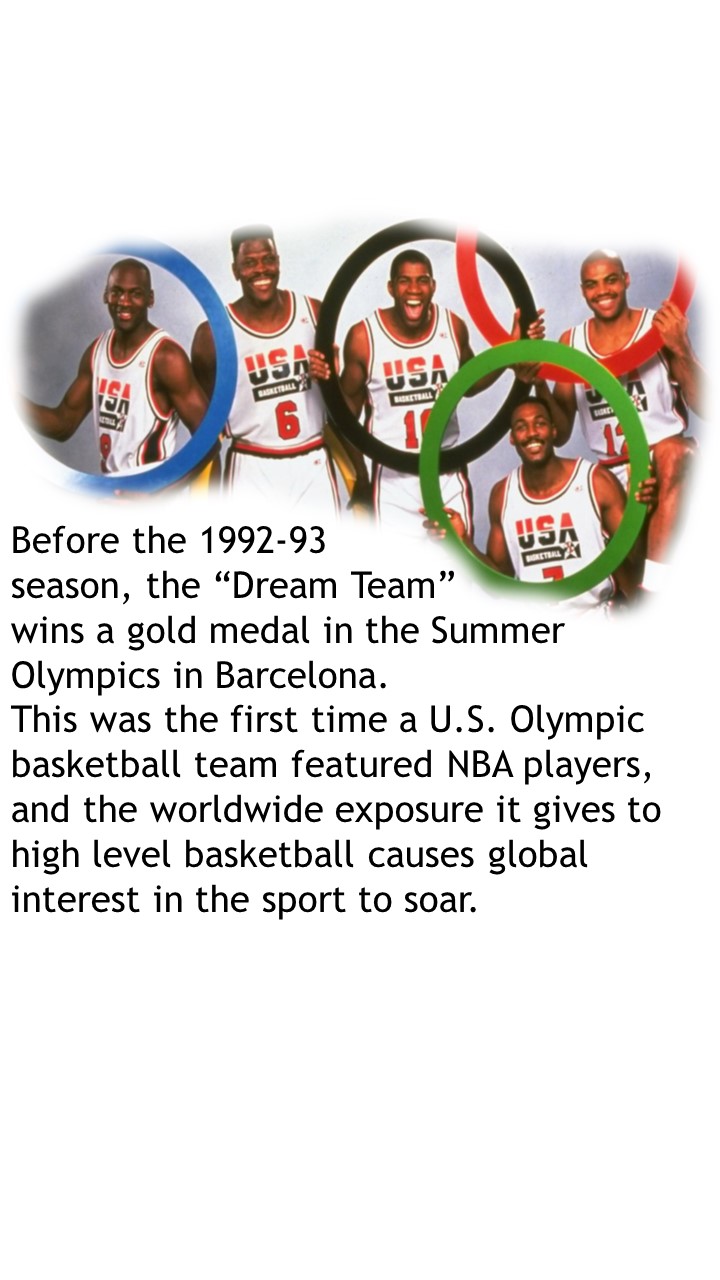 USA
BASKETBALL
6
USA
BASKETBALL
USA
BASKETBALL
USA
Before the 1992-93
season, the “Dream Team”
wins a gold medal in the Summer
Olympics in Barcelona.
This was the first time a U.S. Olympic
basketball team featured NBA players,
and the worldwide exposure it gives to
high level basketball causes global
interest in the sport to soar.